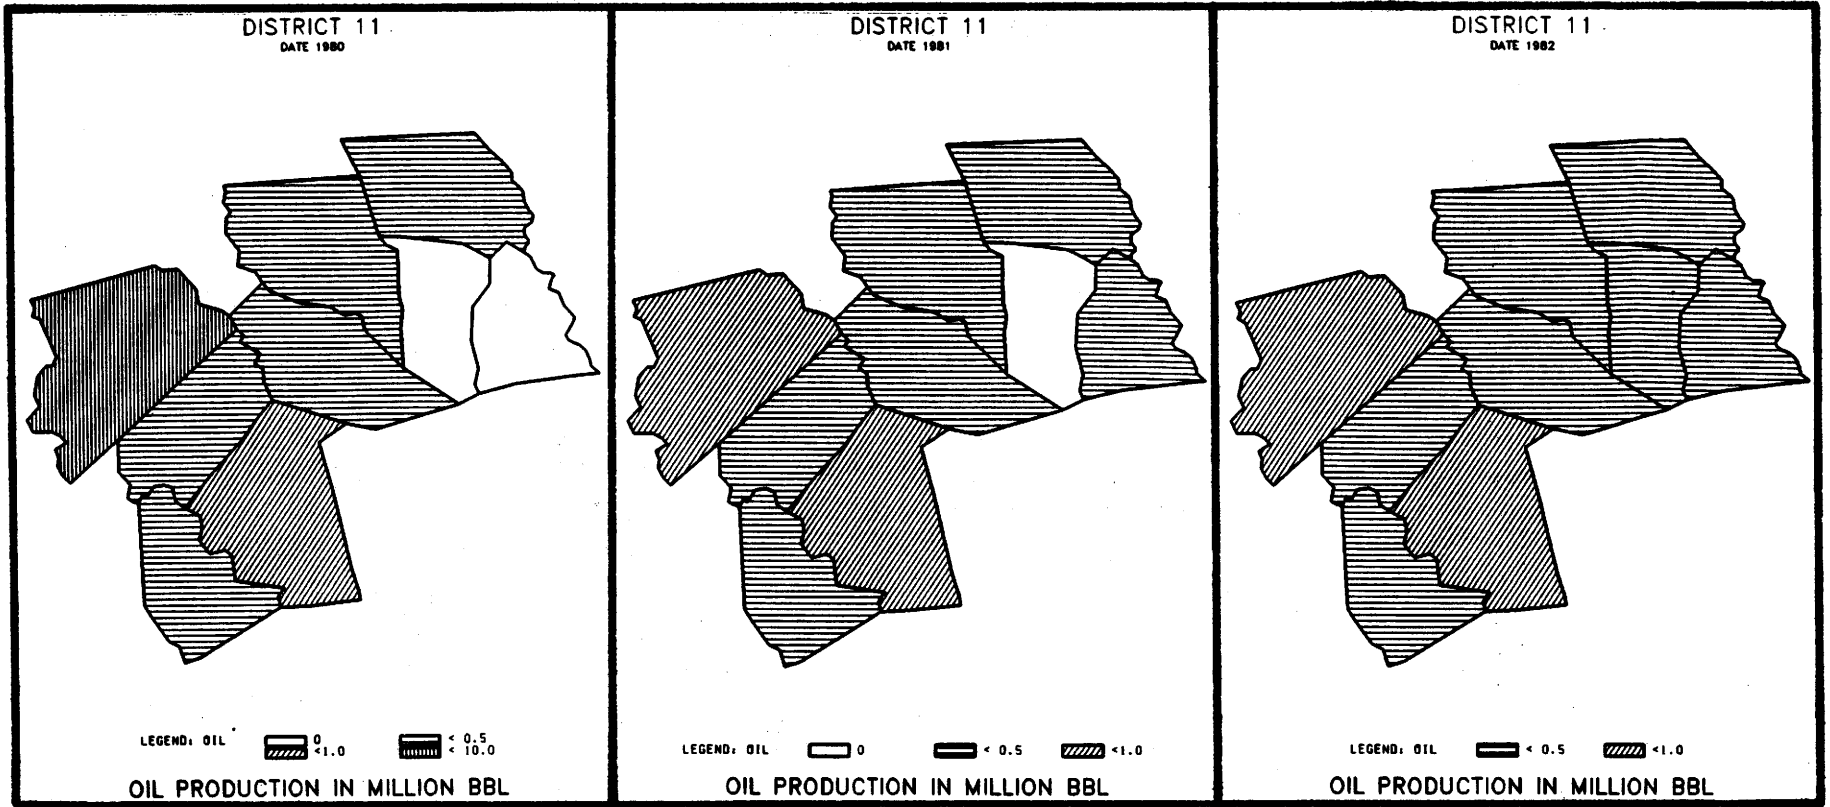 DISTRICT 11
DATE 1980
LEGEND: OIL 0 < 0.5
<1.0 < 10.0
OIL PRODUCTION IN MILLION BBL
DISTRICT 11
DATE 1981
LEGEND: OIL 0 < 0.5 <1.0
OIL PRODUCTION IN MILLION BBL
DISTRICT 11
DATE 1982
LEGEND: OIL < 0.5 <1.0
OIL PRODUCTION IN MILLION BBL